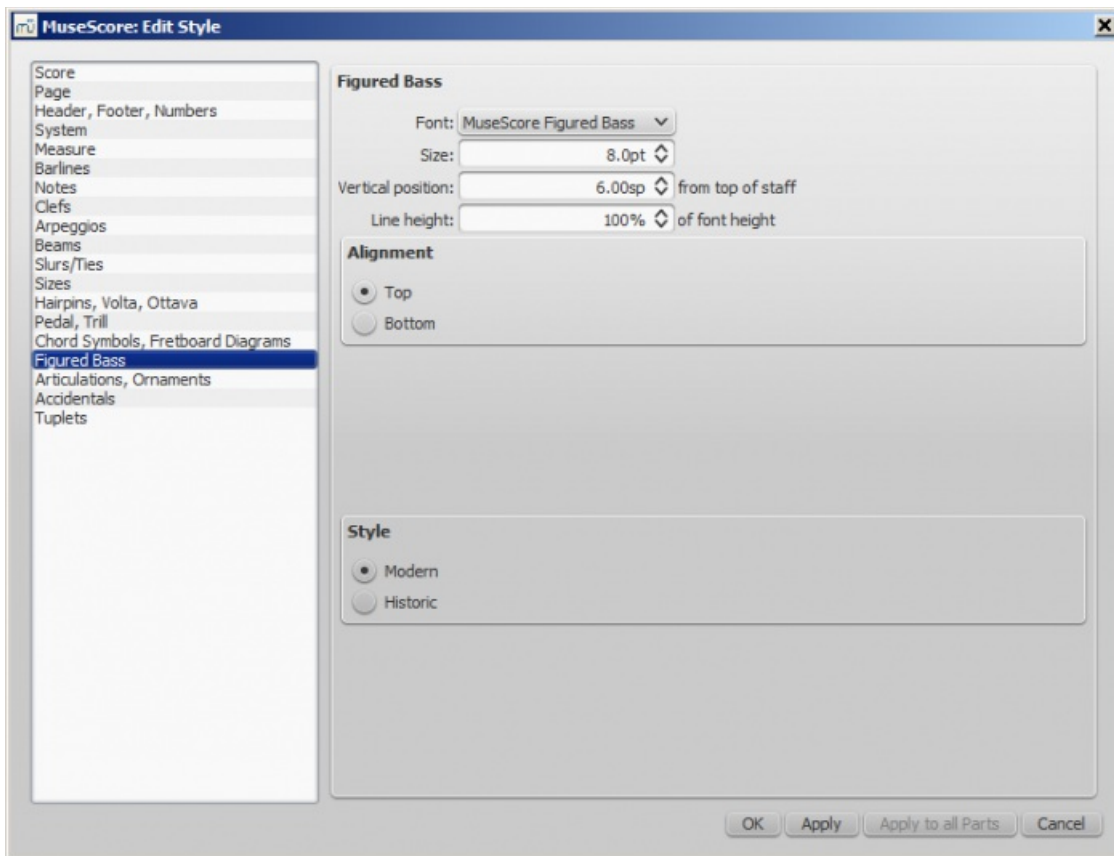 MuseScore: Edit Style
Score
Page
Header, Footer, Numbers
System
Measure
Barlines
Notes
Clefs
Arpeggios
Beams
Slurs/Ties
Sizes
Hairpins, Volta, Ottava
Pedal, Trill
Chord Symbols, Fretboard Diagrams
Figured Bass
Articulations, Ornaments
Accidentals
Tuplets
Figured Bass
Font: MuseScore Figured Bass
Size: 8.0pt
Vertical position: 6.00sp from top of staff
Line height: 100% of font height
Alignment
Top
Bottom
Style
Modern
Historic
OK Apply Apply to all Parts Cancel